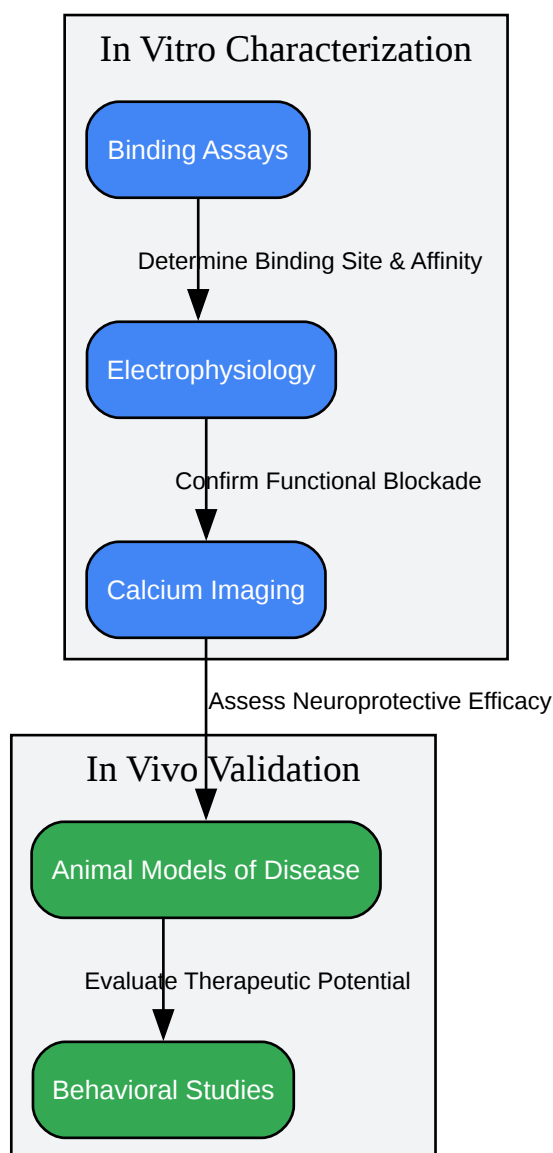 In Vitro Characterization
Binding Assays
Determine Binding Site & Affinity
Electrophysiology
Confirm Functional Blockade
Calcium Imaging
Assess Neuroprotective Efficacy
In Vivo Validation
Animal Models of Disease
Evaluate Therapeutic Potential
Behavioral Studies